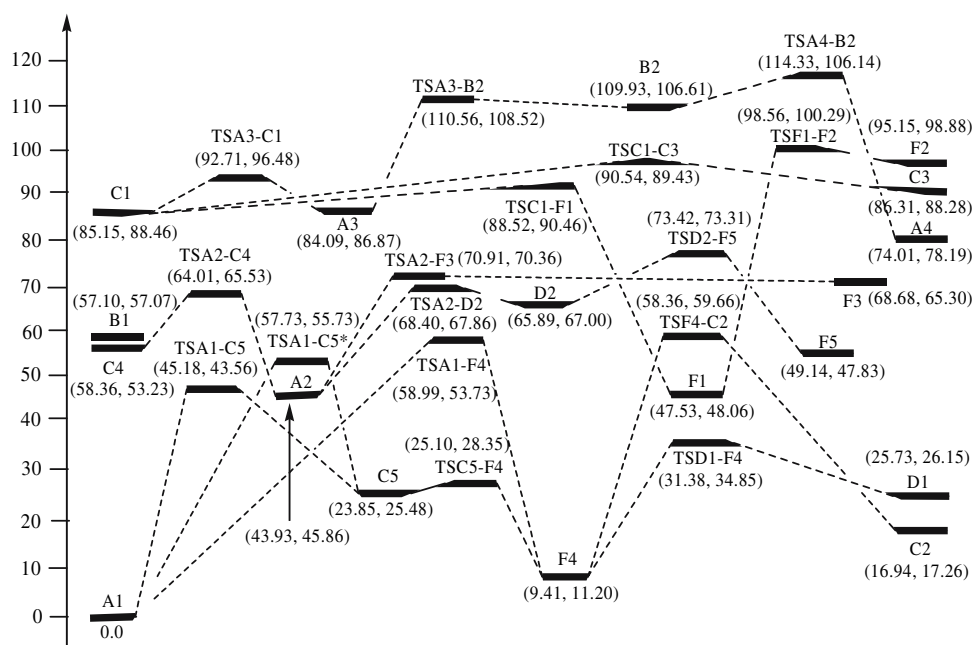 120
110
100
90
80
70
60
50
40
30
20
10
0
TSA4-B2
(114.33, 106.14)
B2
(109.93, 106.61)
TSA3-B2
(110.56, 108.52)
(98.56, 100.29)
TSF1-F2
(95.15, 98.88)
F2
TSA3-C1
(92.71, 96.48)
TSC1-C3
(90.54, 89.43)
C3
(86.31, 88.28)
C1
(85.15, 88.46)
A3
(84.09, 86.87)
TSC1-F1
(88.52, 90.46)
(73.42, 73.31)
TSD2-F5
A4
(74.01, 78.19)
TSA2-C4
(64.01, 65.53)
TSA2-F3
(70.91, 70.36)
TSA2-D2
(68.40, 67.86)
D2
(65.89, 67.00)
F3
(68.68, 65.30)
(57.10, 57.07)
B1
C4
(58.36, 53.23)
(57.73, 55.73)
TSA1-C5*
(58.36, 59.66)
TSF4-C2
TSA1-C5
(45.18, 43.56)
A2
TSA1-F4
(58.99, 53.73)
F5
(49.14, 47.83)
F1
(47.53, 48.06)
(25.10, 28.35)
TSC5-F4
C5
(23.85, 25.48)
TSD1-F4
(31.38, 34.85)
(25.73, 26.15)
D1
(43.93, 45.86)
C2
(16.94, 17.26)
F4
(9.41, 11.20)
A1
0.0